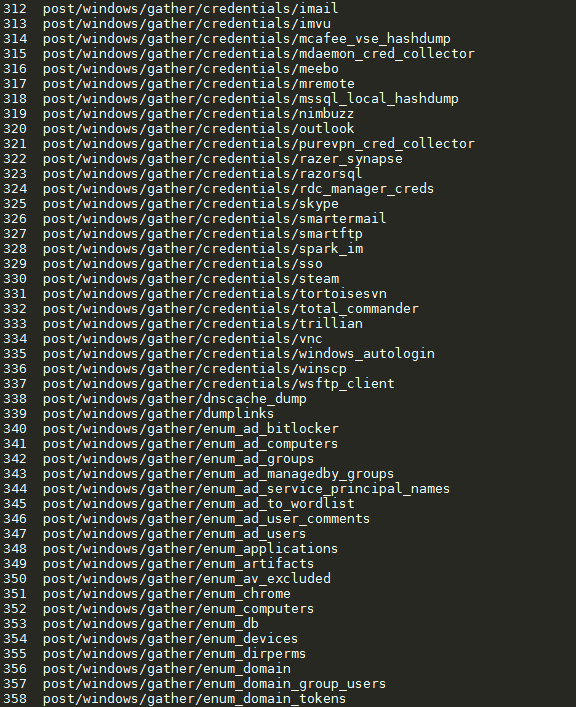 312 post/windows/gather/credentials/imail
313 post/windows/gather/credentials/imvu
314 post/windows/gather/credentials/mcafee_vse_hashdump
315 post/windows/gather/credentials/mdaemon_cred_collector
316 post/windows/gather/credentials/meebo
317 post/windows/gather/credentials/mremote
318 post/windows/gather/credentials/mssql_local_hashdump
319 post/windows/gather/credentials/nimbuzz
320 post/windows/gather/credentials/outlook
321 post/windows/gather/credentials/purevpn_cred_collector
322 post/windows/gather/credentials/razer_synapse
323 post/windows/gather/credentials/razorsql
324 post/windows/gather/credentials/rdc_manager_creds
325 post/windows/gather/credentials/skype
326 post/windows/gather/credentials/smartermail
327 post/windows/gather/credentials/smartftp
328 post/windows/gather/credentials/spark_im
329 post/windows/gather/credentials/sso
330 post/windows/gather/credentials/steam
331 post/windows/gather/credentials/tortoisesvn
332 post/windows/gather/credentials/total_commander
333 post/windows/gather/credentials/trillian
334 post/windows/gather/credentials/vnc
335 post/windows/gather/credentials/windows_autologin
336 post/windows/gather/credentials/winscp
337 post/windows/gather/credentials/wsftp_client
338 post/windows/gather/dnscache_dump
339 post/windows/gather/dumplinks
340 post/windows/gather/enum_ad_bitlocker
341 post/windows/gather/enum_ad_computers
342 post/windows/gather/enum_ad_groups
343 post/windows/gather/enum_ad_managedby_groups
344 post/windows/gather/enum_ad_service_principal_names
345 post/windows/gather/enum_ad_to_wordlist
346 post/windows/gather/enum_ad_user_comments
347 post/windows/gather/enum_ad_users
348 post/windows/gather/enum_applications
349 post/windows/gather/enum_artifacts
350 post/windows/gather/enum_av_excluded
351 post/windows/gather/enum_chrome
352 post/windows/gather/enum_computers
353 post/windows/gather/enum_db
354 post/windows/gather/enum_devices
355 post/windows/gather/enum_dirperms
356 post/windows/gather/enum_domain
357 post/windows/gather/enum_domain_group_users
358 post/windows/gather/enum_domain_tokens